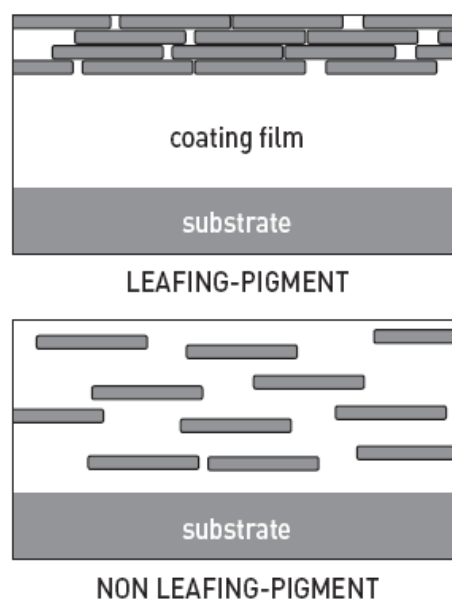 coating film
substrate
LEAFING-PIGMENT
substrate
NON LEAFING-PIGMENT